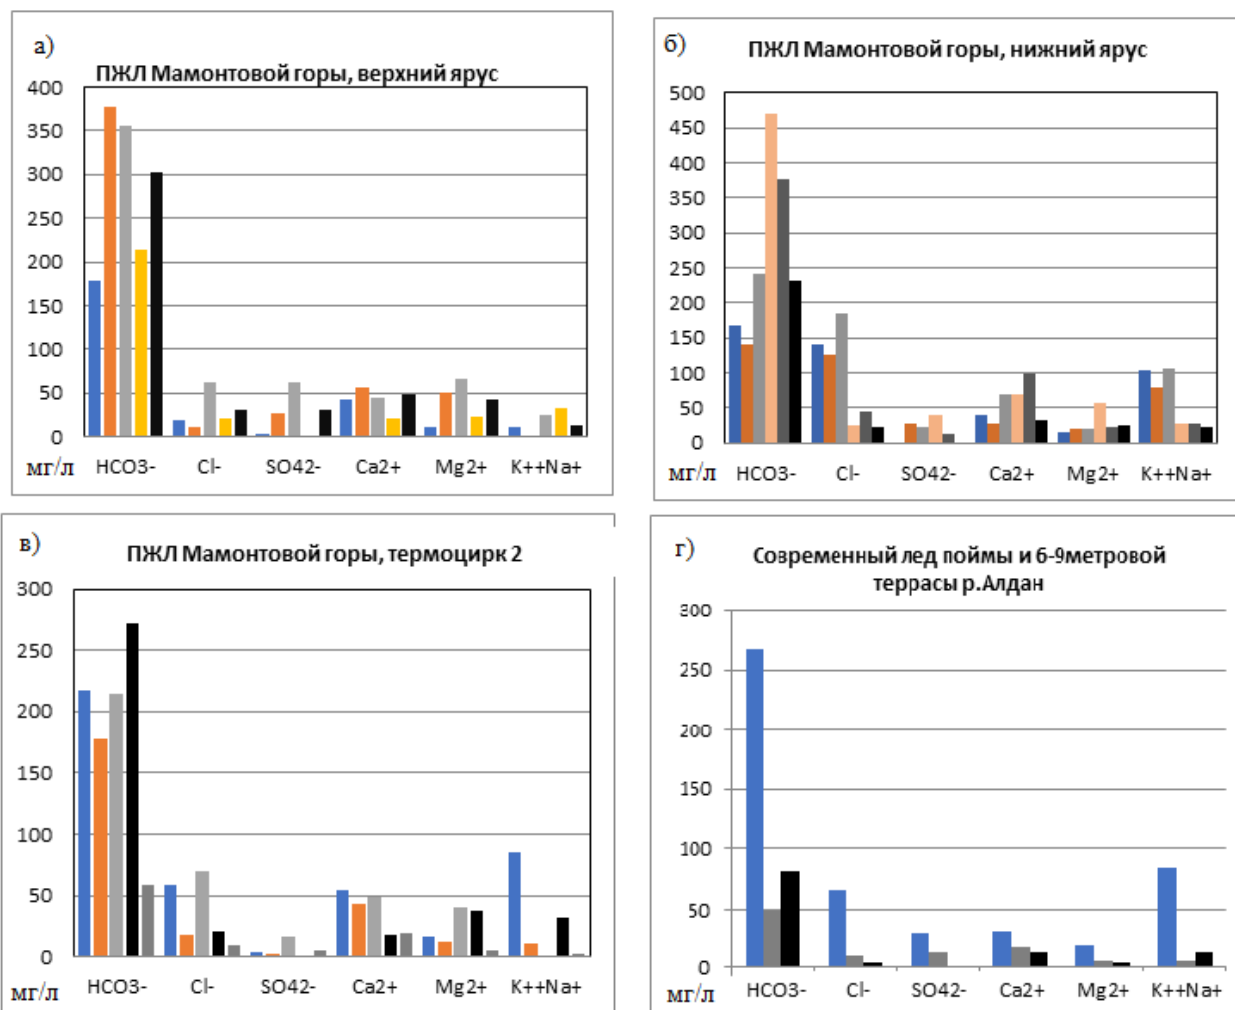 а)
ПЖЛ Мамонтовой горы, верхний ярус
400
350
300
250
200
150
100
50
0
мг/л HCO3- Cl- SO42- Ca2+ Mg2+ K++Na+
б)
ПЖЛ Мамонтовой горы, нижний ярус
500
450
400
350
300
250
200
150
100
50
0
мг/л HCO3- Cl- SO42- Ca2+ Mg2+ K++Na+
в)
ПЖЛ Мамонтовой горы, термоцирк 2
300
250
200
150
100
50
0
мг/л HCO3- Cl- SO42- Ca2+ Mg2+ K++Na+
г)
Современный лед поймы и 6-9метровой
террасы р.Алдан
300
250
200
150
100
50
0
мг/л HCO3- Cl- SO42- Ca2+ Mg2+ K++Na+